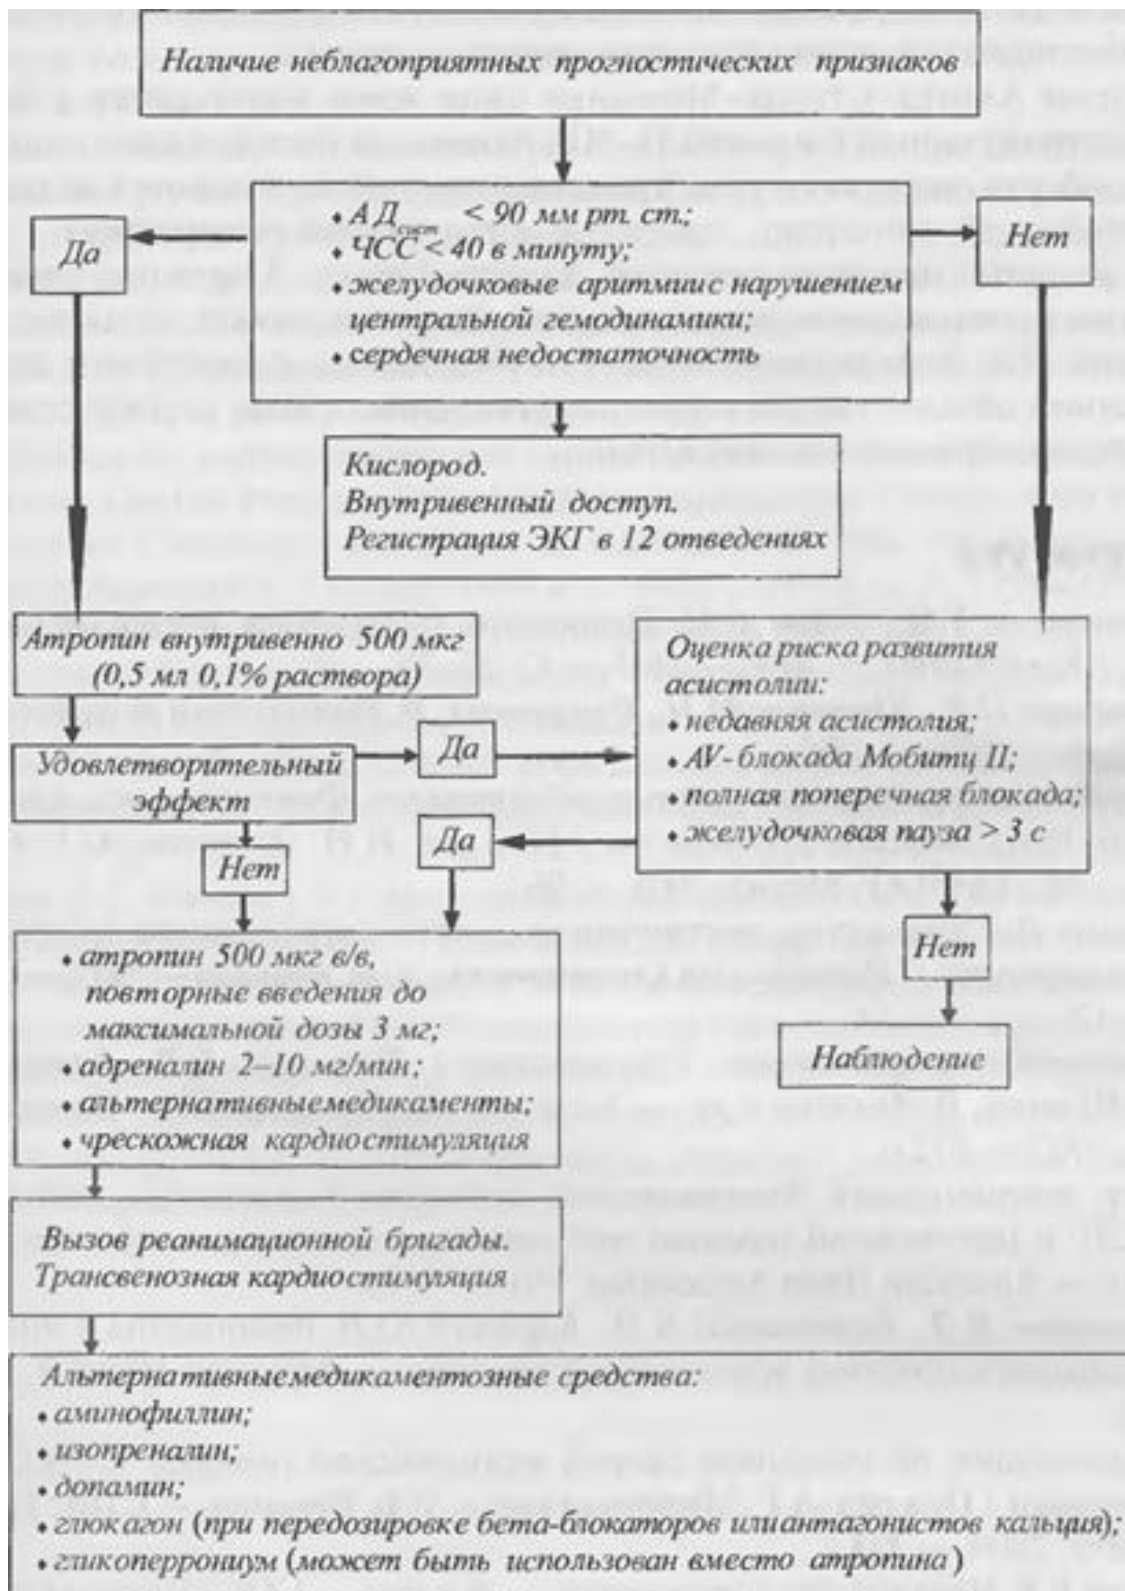 Наличие неблагоприятных прогностических признаков
Да
• АДсист < 90 мм рт. ст.;
• ЧСС < 40 в минуту;
• желудочковые аритмии с нарушением
центральной гемодинамики;
• сердечная недостаточность
Нет
Кислород.
Внутривенный доступ.
Регистрация ЭКГ в 12 отведениях
Атропин внутривенно 500 мкг
(0,5 мл 0,1% раствора)
Удовлетворительный
эффект
Да
Оценка риска развития
асистолии:
• недавняя асистолия;
• AV-блокада Мобитц II;
• полная поперечная блокада;
• желудочковая пауза > 3 с
Да
Нет
Нет
• атропин 500 мкг в/в,
повторные введения до
максимальной дозы 3 мг;
• адреналин 2–10 мг/мин;
• альтернативные медикаменты;
• чрескожная кардиостимуляция
Наблюдение
Вызов реанимационной бригады.
Трансвенозная кардиостимуляция
Альтернативные медикаментозные средства:
• аминофиллин;
• изопреналин;
• допамин;
• глюкагон (при передозировке бета-блокаторов или антагонистов кальция);
• гликоперрониум (может быть использован вместо атропина)